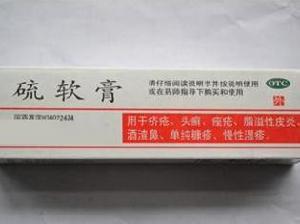 硫软膏
请仔细阅读说明书并按说明使用
或在药师指导下购买和使用
OTC
外
用于疥疮、头癣、痤疮、脂溢性皮炎、
酒渣鼻、单纯糠疹、慢性湿疹。